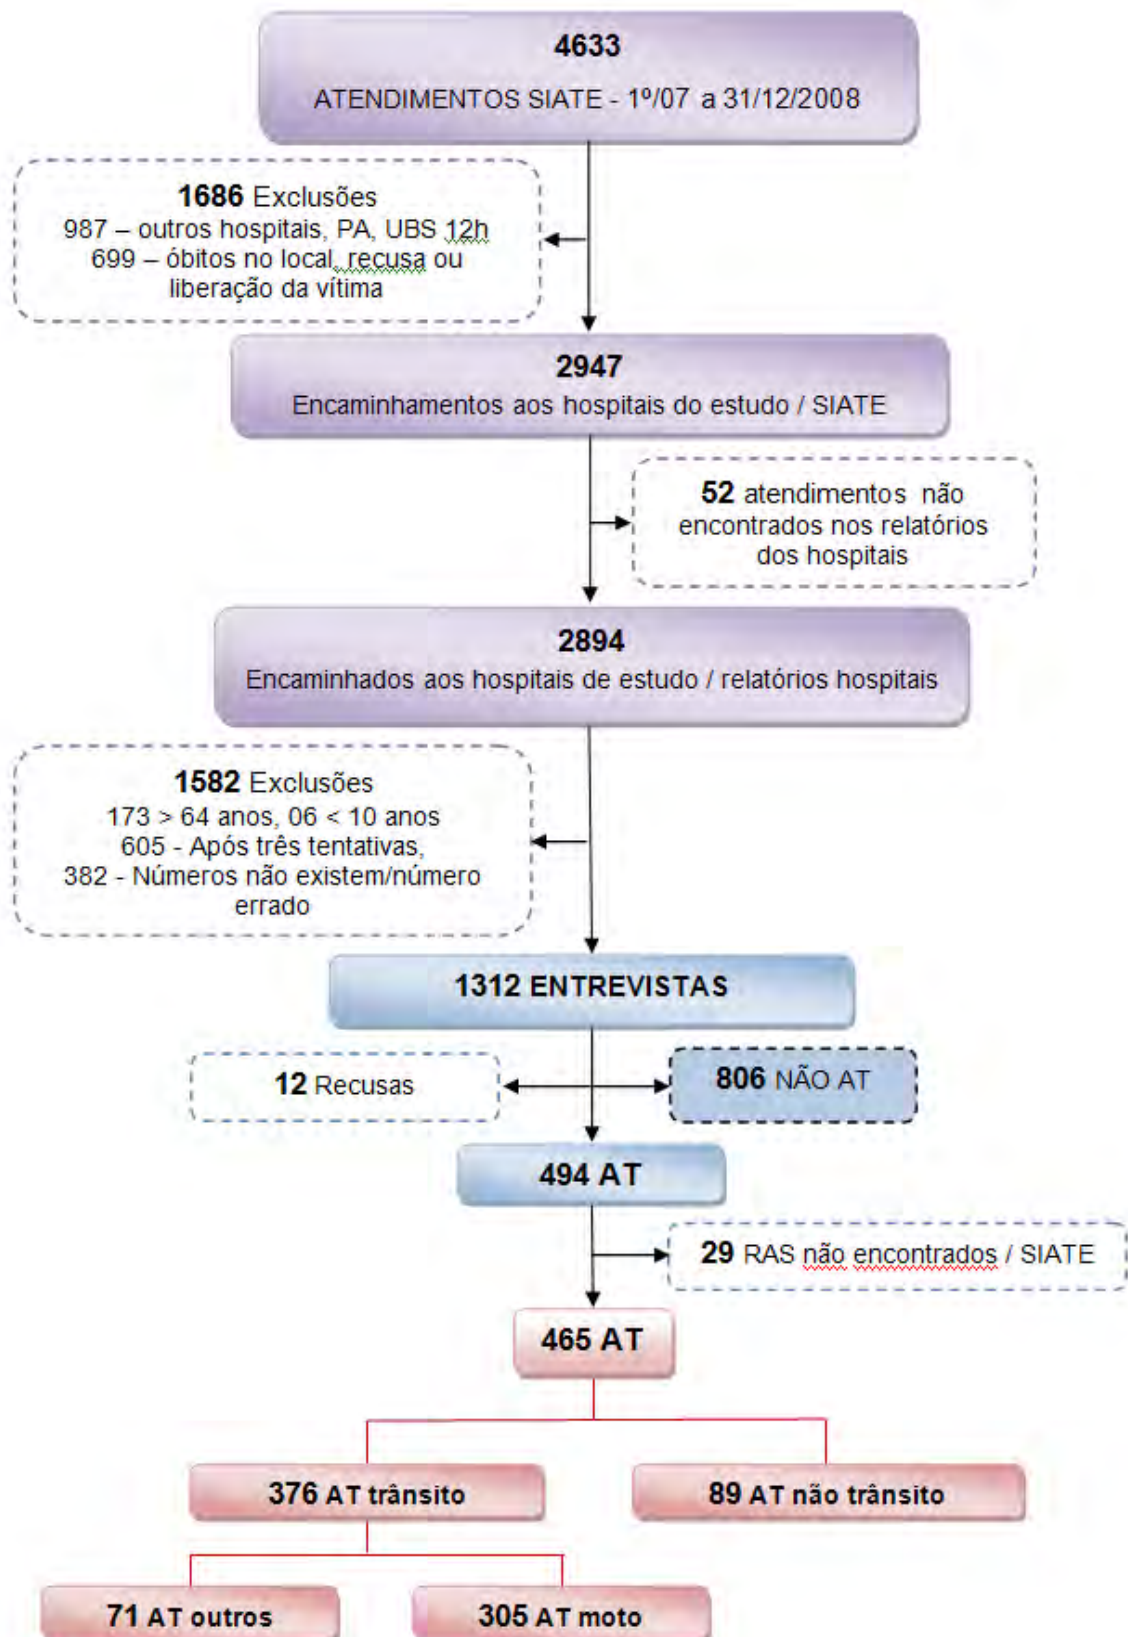 4633
ATENDIMENTOS SIATE - 1º/07 a 31/12/2008
1686 Exclusões
987 – outros hospitais, PA, UBS 12h
699 – óbitos no local, recusa ou
liberação da vítima
2947
Encaminhamentos aos hospitais do estudo / SIATE
52 atendimentos não
encontrados nos relatórios
dos hospitais
2894
Encaminhados aos hospitais de estudo / relatórios hospitais
1582 Exclusões
173 > 64 anos, 06 < 10 anos
605 - Após três tentativas,
382 - Números não existem/número
errado
1312 ENTREVISTAS
12 Recusas
806 NÃO AT
494 AT
29 RAS não encontrados / SIATE
465 AT
376 AT trânsito
89 AT não trânsito
71 AT outros
305 AT moto